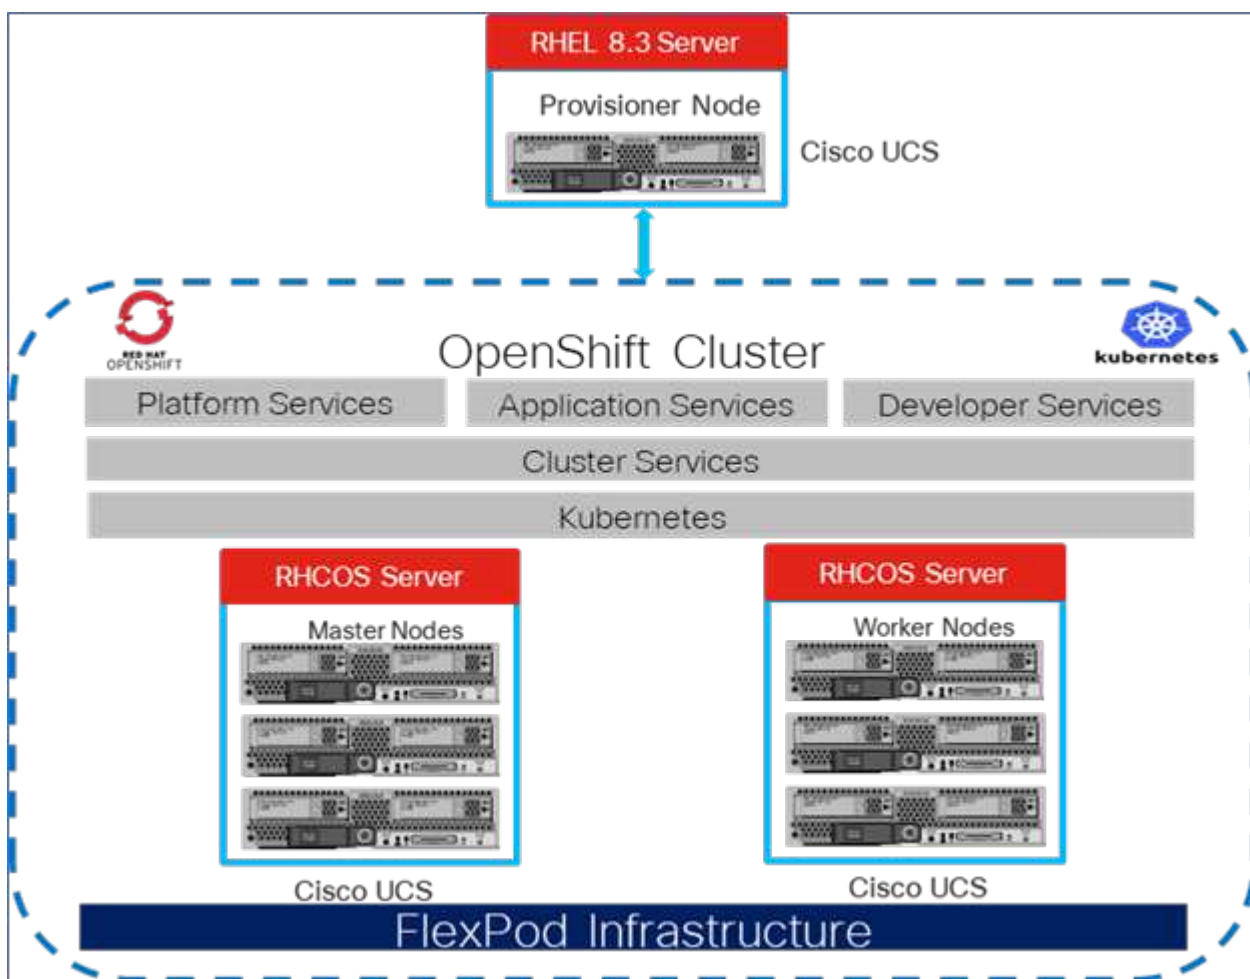 RHEL 8.3 Server
Provisioner Node
Cisco UCS
RED HAT
OPENSHIFT
OpenShift Cluster
kubernetes
Platform Services
Application Services
Developer Services
Cluster Services
Kubernetes
RHCOS Server
Master Nodes
Cisco UCS
RHCOS Server
Worker Nodes
Cisco UCS
FlexPod Infrastructure